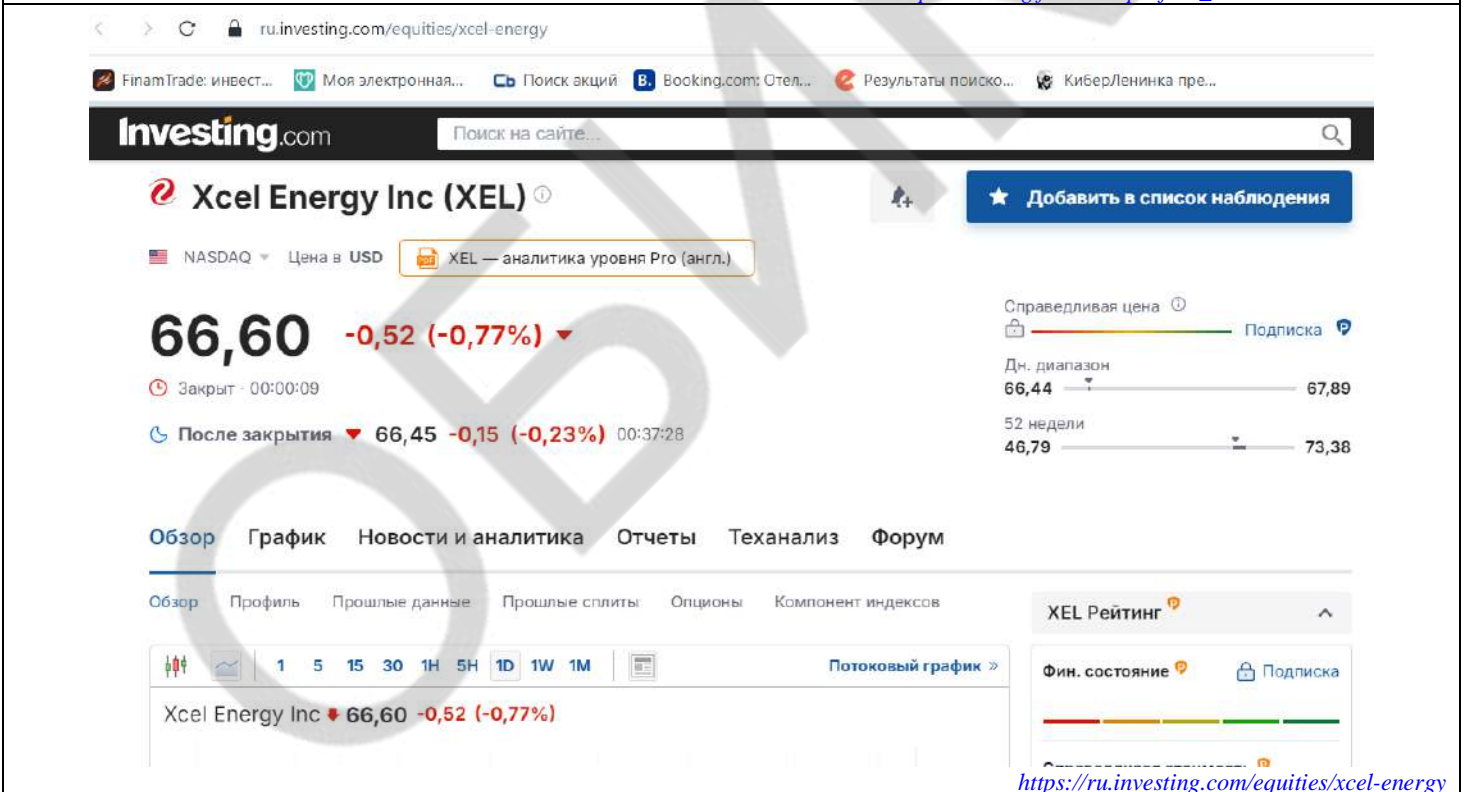 ru.investing.com/equities/xcel-energy
FinamTrade: инвест... Моя электронная... Cb Поиск акций B. Booking.com: Отел... Результаты поиско... КиберЛенинка пре...
Investing.com Поиск на сайте...
Xcel Energy Inc (XEL) Добавить в список наблюдения
NASDAQ Цена в USD PDF XEL — аналитика уровня Pro (англ.)
66,60 -0,52 (-0,77%)
Справедливая цена
Подписка
Дн. диапазон
66,44 67,89
Закрыт · 00:00:09
После закрытия 66,45 -0,15 (-0,23%) 00:37:28
52 недели
46,79 73,38
Обзор График Новости и аналитика Отчеты Теханализ Форум
Обзор Профиль Прошлые данные Прошлые сплиты Опционы Компонент индексов
XEL Рейтинг
1 5 15 30 1H 5H 1D 1W 1M Потоковый график »
Фин. состояние Подписка
Xcel Energy Inc 66,60 -0,52 (-0,77%)
https://ru.investing.com/equities/xcel-energy